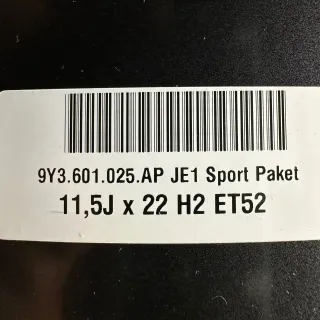 9Y3.601.025.AP JE1 Sport Paket
11,5J x 22 H2 ET52